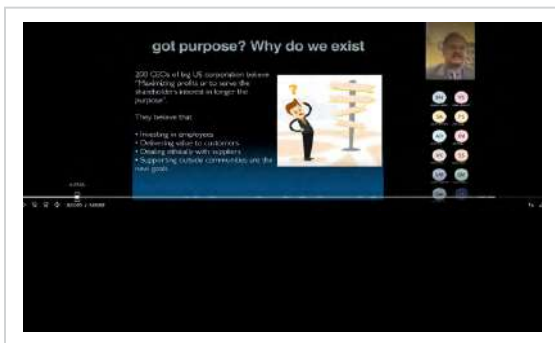 got purpose? Why do we exist
200 CEOs of big US corporation believe
"Maximizing profits or to serve the
shareholders interest in longer the
purpose".
They believe that
• Investing in employees
• Delivering value to customers
• Dealing ethically with suppliers
• Supporting outside communities are the
new goals
?